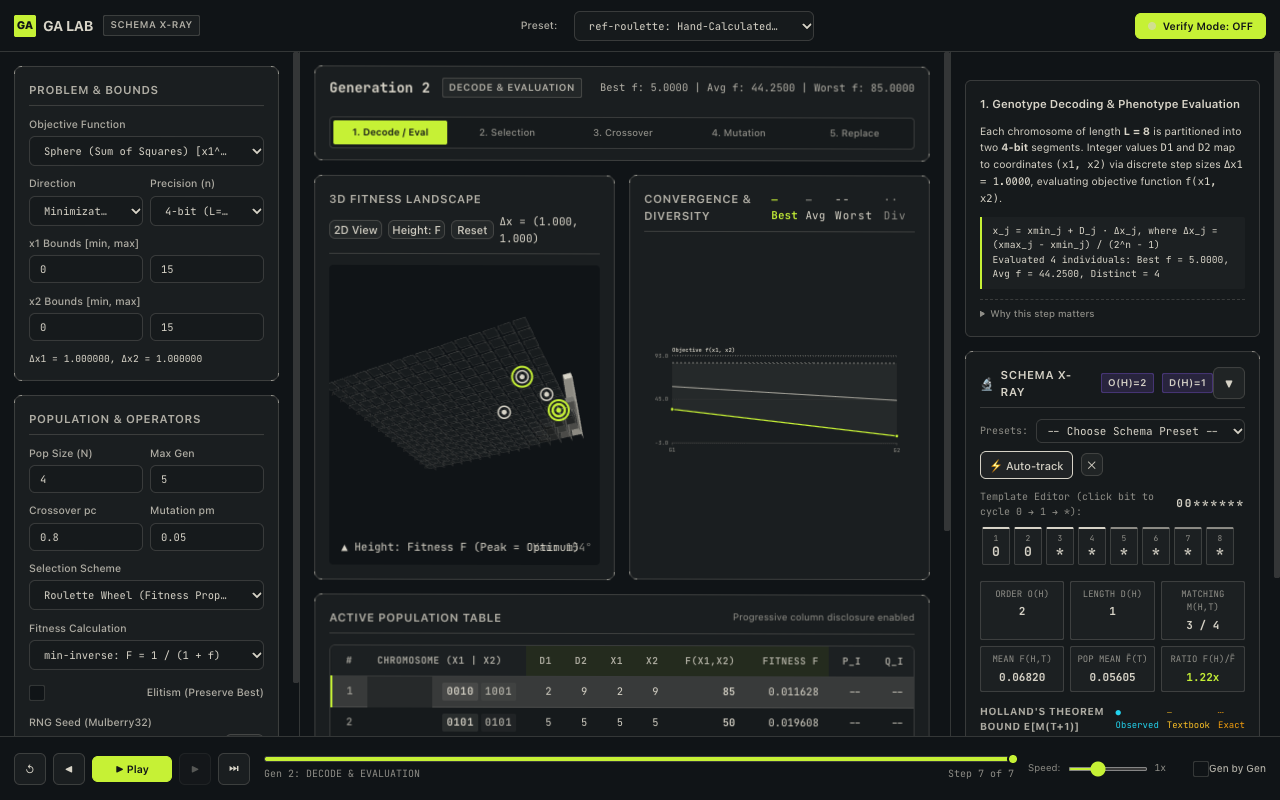 GA GA LAB SCHEMA X-RAY
Preset: ref-roulette: Hand-Calculated…
Verify Mode: OFF
PROBLEM & BOUNDS
Objective Function
Sphere (Sum of Squares) [x1^…
Direction Precision (n)
Minimizat… 4-bit (L=…
x1 Bounds [min, max]
0 15
x2 Bounds [min, max]
0 15
Δx1 = 1.000000, Δx2 = 1.000000
POPULATION & OPERATORS
Pop Size (N) Max Gen
4 5
Crossover pc Mutation pm
0.8 0.05
Selection Scheme
Roulette Wheel (Fitness Prop…
Fitness Calculation
min-inverse: F = 1 / (1 + f)
Elitism (Preserve Best)
RNG Seed (Mulberry32)
Generation 2 DECODE & EVALUATION Best f: 5.0000 | Avg f: 44.2500 | Worst f: 85.0000
1. Decode / Eval 2. Selection 3. Crossover 4. Mutation 5. Replace
3D FITNESS LANDSCAPE
2D View Height: F Reset Δx = (1.000,
1.000)
▲ Height: Fitness F (Peak = Optimum)
CONVERGENCE &
DIVERSITY
— Best — Avg -- Worst ·· Div
Objective f(x1, x2)
93.0
45.0
-3.0
G1 G2
ACTIVE POPULATION TABLE Progressive column disclosure enabled
# CHROMOSOME (X1 | X2) D1 D2 X1 X2 F(X1,X2) FITNESS F P_I Q_I
1 0010 1001 2 9 2 9 85 0.011628 —— ——
2 0101 0101 5 5 5 5 50 0.019608 —— ——
1. Genotype Decoding & Phenotype Evaluation
Each chromosome of length L = 8 is partitioned into
two 4-bit segments. Integer values D1 and D2 map
to coordinates (x1, x2) via discrete step sizes Δx1
= 1.0000, evaluating objective function f(x1,
x2).
x_j = xmin_j + D_j · Δx_j, where Δx_j =
(xmax_j - xmin_j) / (2^n - 1)
Evaluated 4 individuals: Best f = 5.0000,
Avg f = 44.2500, Distinct = 4
▶ Why this step matters
🔬 SCHEMA X-
RAY
O(H)=2 D(H)=1 ▼
Presets: -- Choose Schema Preset --
⚡ Auto-track ✕
Template Editor (click bit to
cycle 0 → 1 → *):
00******
1 2 3 4 5 6 7 8
0 0 * * * * * *
ORDER O(H)
2
LENGTH D(H)
1
MATCHING
M(H,T)
3 / 4
MEAN F(H,T)
0.06820
POP MEAN F̄(T)
0.05605
RATIO F(H)/F̄
1.22x
HOLLAND'S THEOREM
BOUND E[M(T+1)]
● Observed — Textbook ┄ Exact
▶ Play
Gen 2: DECODE & EVALUATION Step 7 of 7
Speed: 1x Gen by Gen